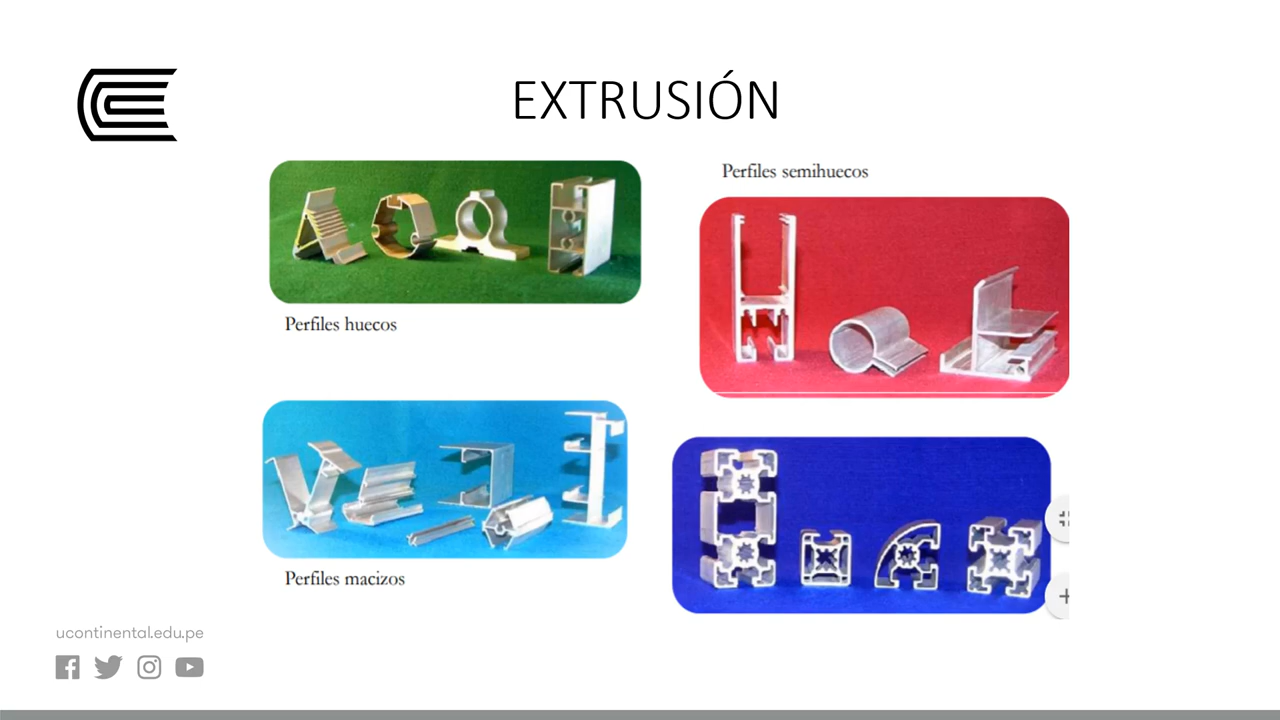 EXTRUSIÓN
Perfiles semihuecos
Perfiles huecos
Perfiles macizos
ucontinental.edu.pe